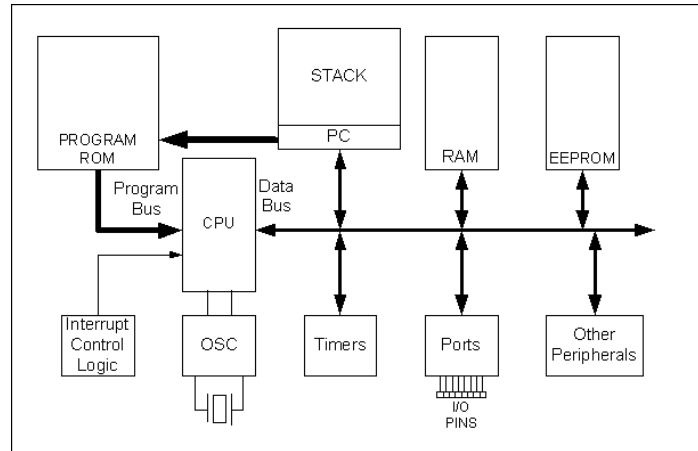 STACK
PC
PROGRAM
ROM
RAM
EEPROM
Program
Bus
Data
Bus
CPU
Interrupt
Control
Logic
OSC
Timers
Ports
Other
Peripherals
I/O
PINS